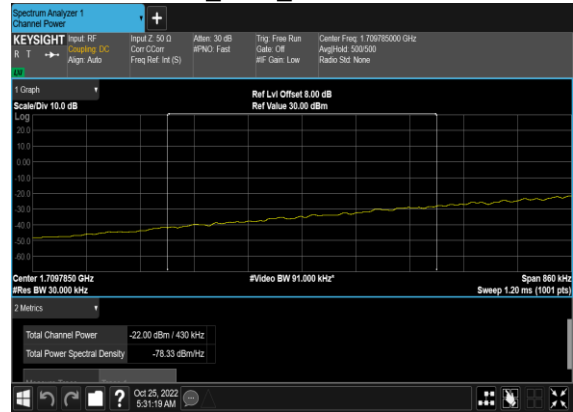 Spectrum Analyzer 1
Channel Power
+
KEYSIGHT Input: RF Input Z: 50 Ω Atten: 30 dB Trig: Free Run Center Freq: 1.709785000 GHz
R T Coupling: DC Corr CCorr #PNO: Fast Gate: Off Avg|Hold: 500/500
Align: Auto Freq Ref: Int (S) #IF Gain: Low Radio Std: None
LW
1 Graph
Ref Lvl Offset 8.00 dB
Scale/Div 10.0 dB Ref Value 30.00 dBm
Log
20.0
10.0
0.00
-10.0
-20.0
-30.0
-40.0
-50.0
-60.0
Center 1.7097850 GHz #Video BW 91.000 kHz* Span 860 kHz
#Res BW 30.000 kHz Sweep 1.20 ms (1001 pts)
2 Metrics
Total Channel Power -22.00 dBm / 430 kHz
Total Power Spectral Density -78.33 dBm/Hz
?
Oct 25, 2022
5:31:19 AM